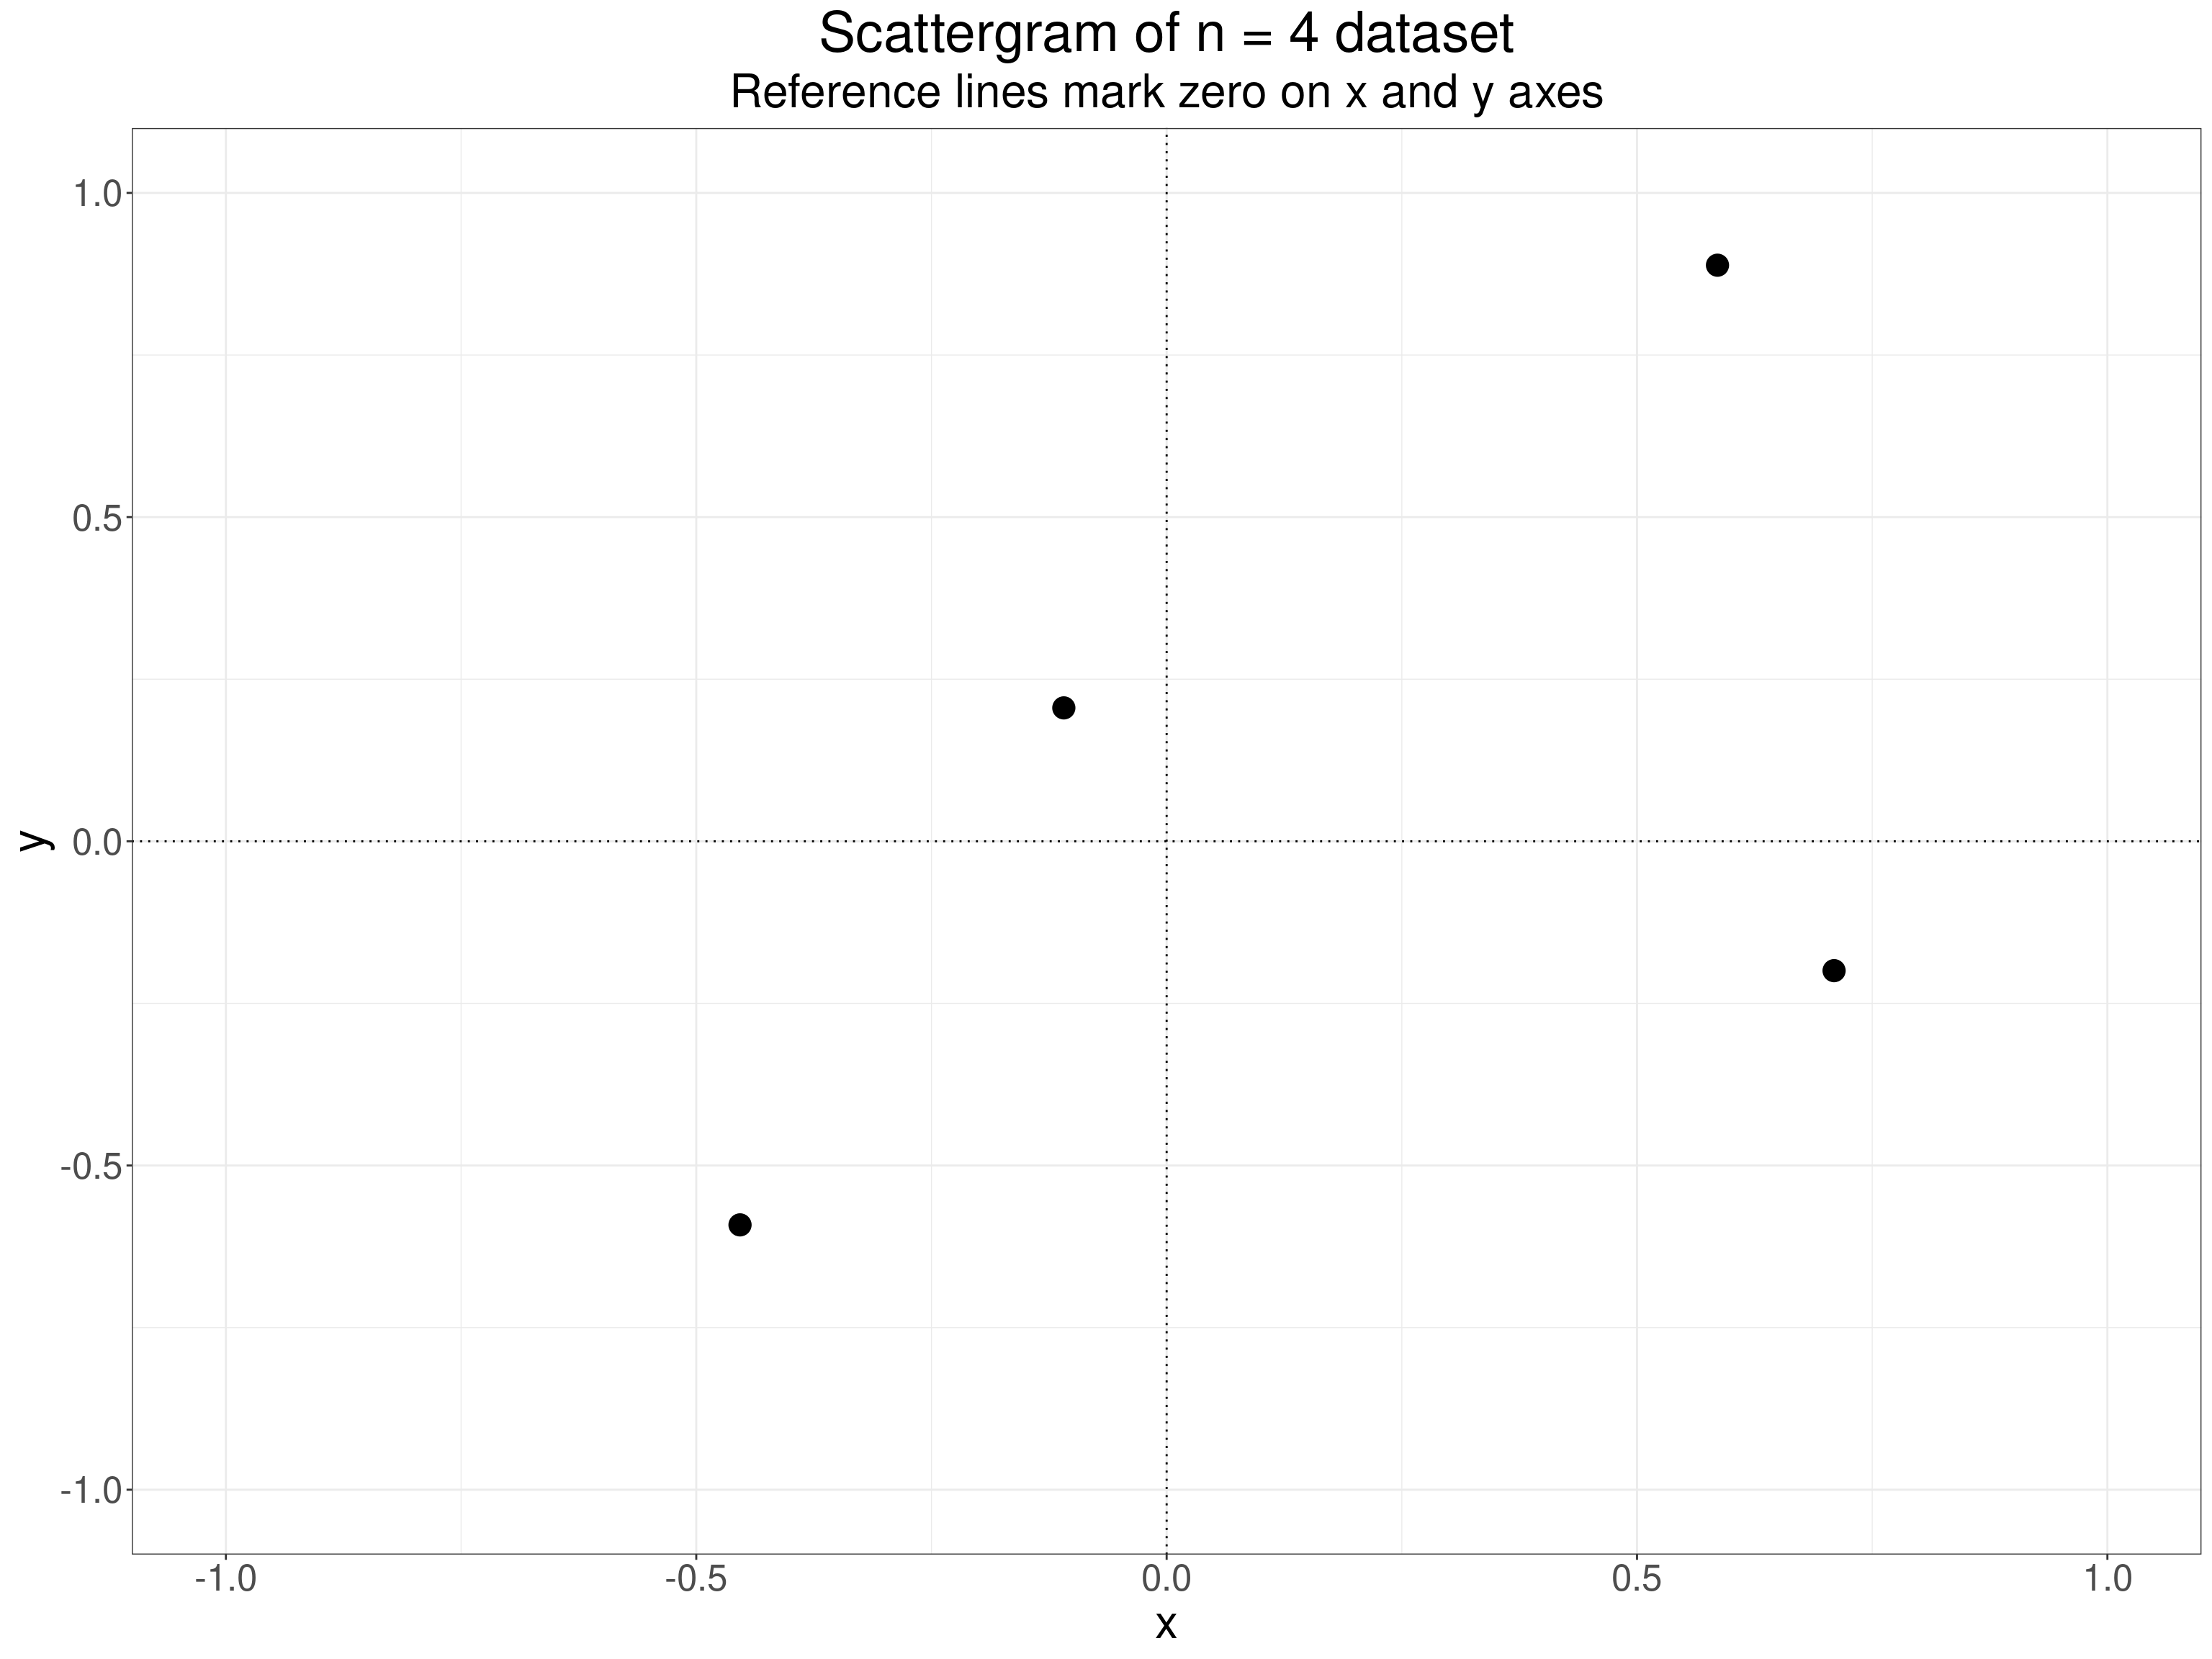 Scattergram of n = 4 dataset
Reference lines mark zero on x and y axes
1.0
0.5
0.0
-0.5
-1.0
y
-1.0 -0.5 0.0 0.5 1.0
x